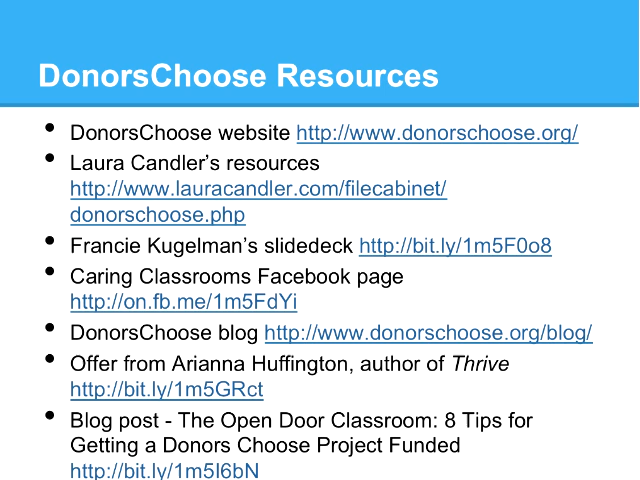 DonorsChoose Resources
• DonorsChoose website http://www.donorschoose.org/
• Laura Candler’s resources
http://www.lauracandler.com/filecabinet/
donorschoose.php
• Francie Kugelman’s slidedeck http://bit.ly/1m5F0o8
• Caring Classrooms Facebook page
http://on.fb.me/1m5FdYi
• DonorsChoose blog http://www.donorschoose.org/blog/
• Offer from Arianna Huffington, author of Thrive
http://bit.ly/1m5GRct
• Blog post - The Open Door Classroom: 8 Tips for
Getting a Donors Choose Project Funded
http://bit.ly/1m5I6bN